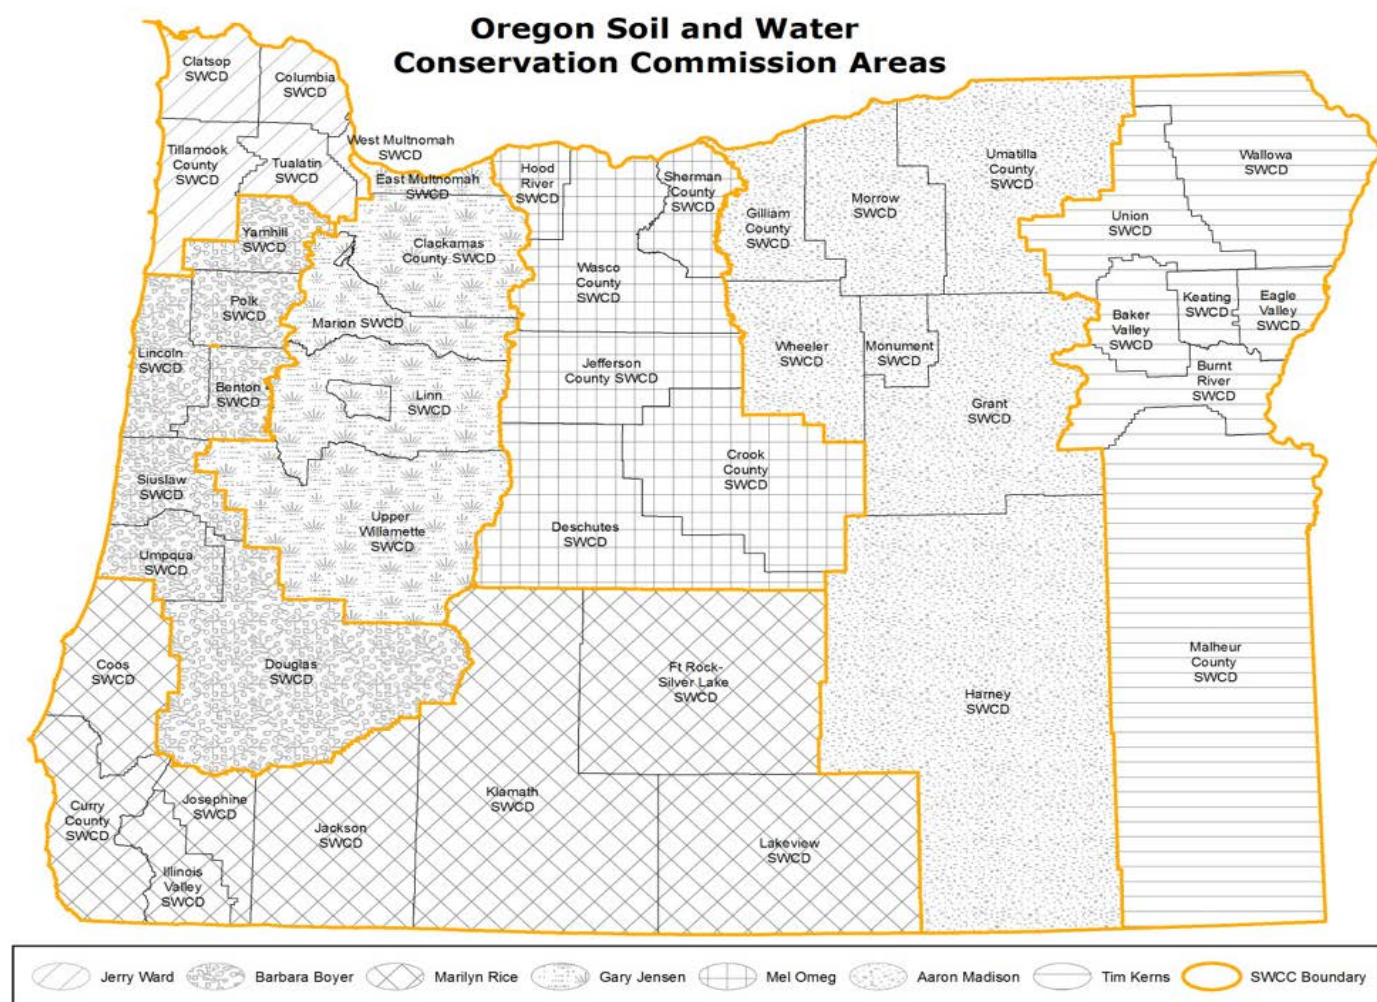 Oregon Soil and Water
Conservation Commission Areas
Clatsop
SWCD
Columbia
SWCD
West Multnomah
SWCD
Tillamook
County
SWCD
Tualatin
SWCD
East Multnomah
SWCD
Hood
River
SWCD
Sherman
County
SWCD
Gilliam
County
SWCD
Morrow
SWCD
Umatilla
County
SWCD
Wallowa
SWCD
Union
SWCD
Yamhill
SWCD
Clackamas
County SWCD
Wasco
County
SWCD
Polk
SWCD
Marion SWCD
Wheeler
SWCD
Monument
SWCD
Baker
Valley
SWCD
Keating
SWCD
Eagle
Valley
SWCD
Lincoln
SWCD
Benton
SWCD
Linn
SWCD
Jefferson
County SWCD
Grant
SWCD
Burnt
River
SWCD
Siuslaw
SWCD
Upper
Willamette
SWCD
Deschutes
SWCD
Crook
County
SWCD
Umpqua
SWCD
Coos
SWCD
Douglas
SWCD
Ft Rock-
Silver Lake
SWCD
Harney
SWCD
Malheur
County
SWCD
Curry
County
SWCD
Josephine
SWCD
Illinois
Valley
SWCD
Jackson
SWCD
Klamath
SWCD
Lakeview
SWCD
Jerry Ward
Barbara Boyer
Marilyn Rice
Gary Jensen
Mel Omeg
Aaron Madison
Tim Kerns
SWCC Boundary